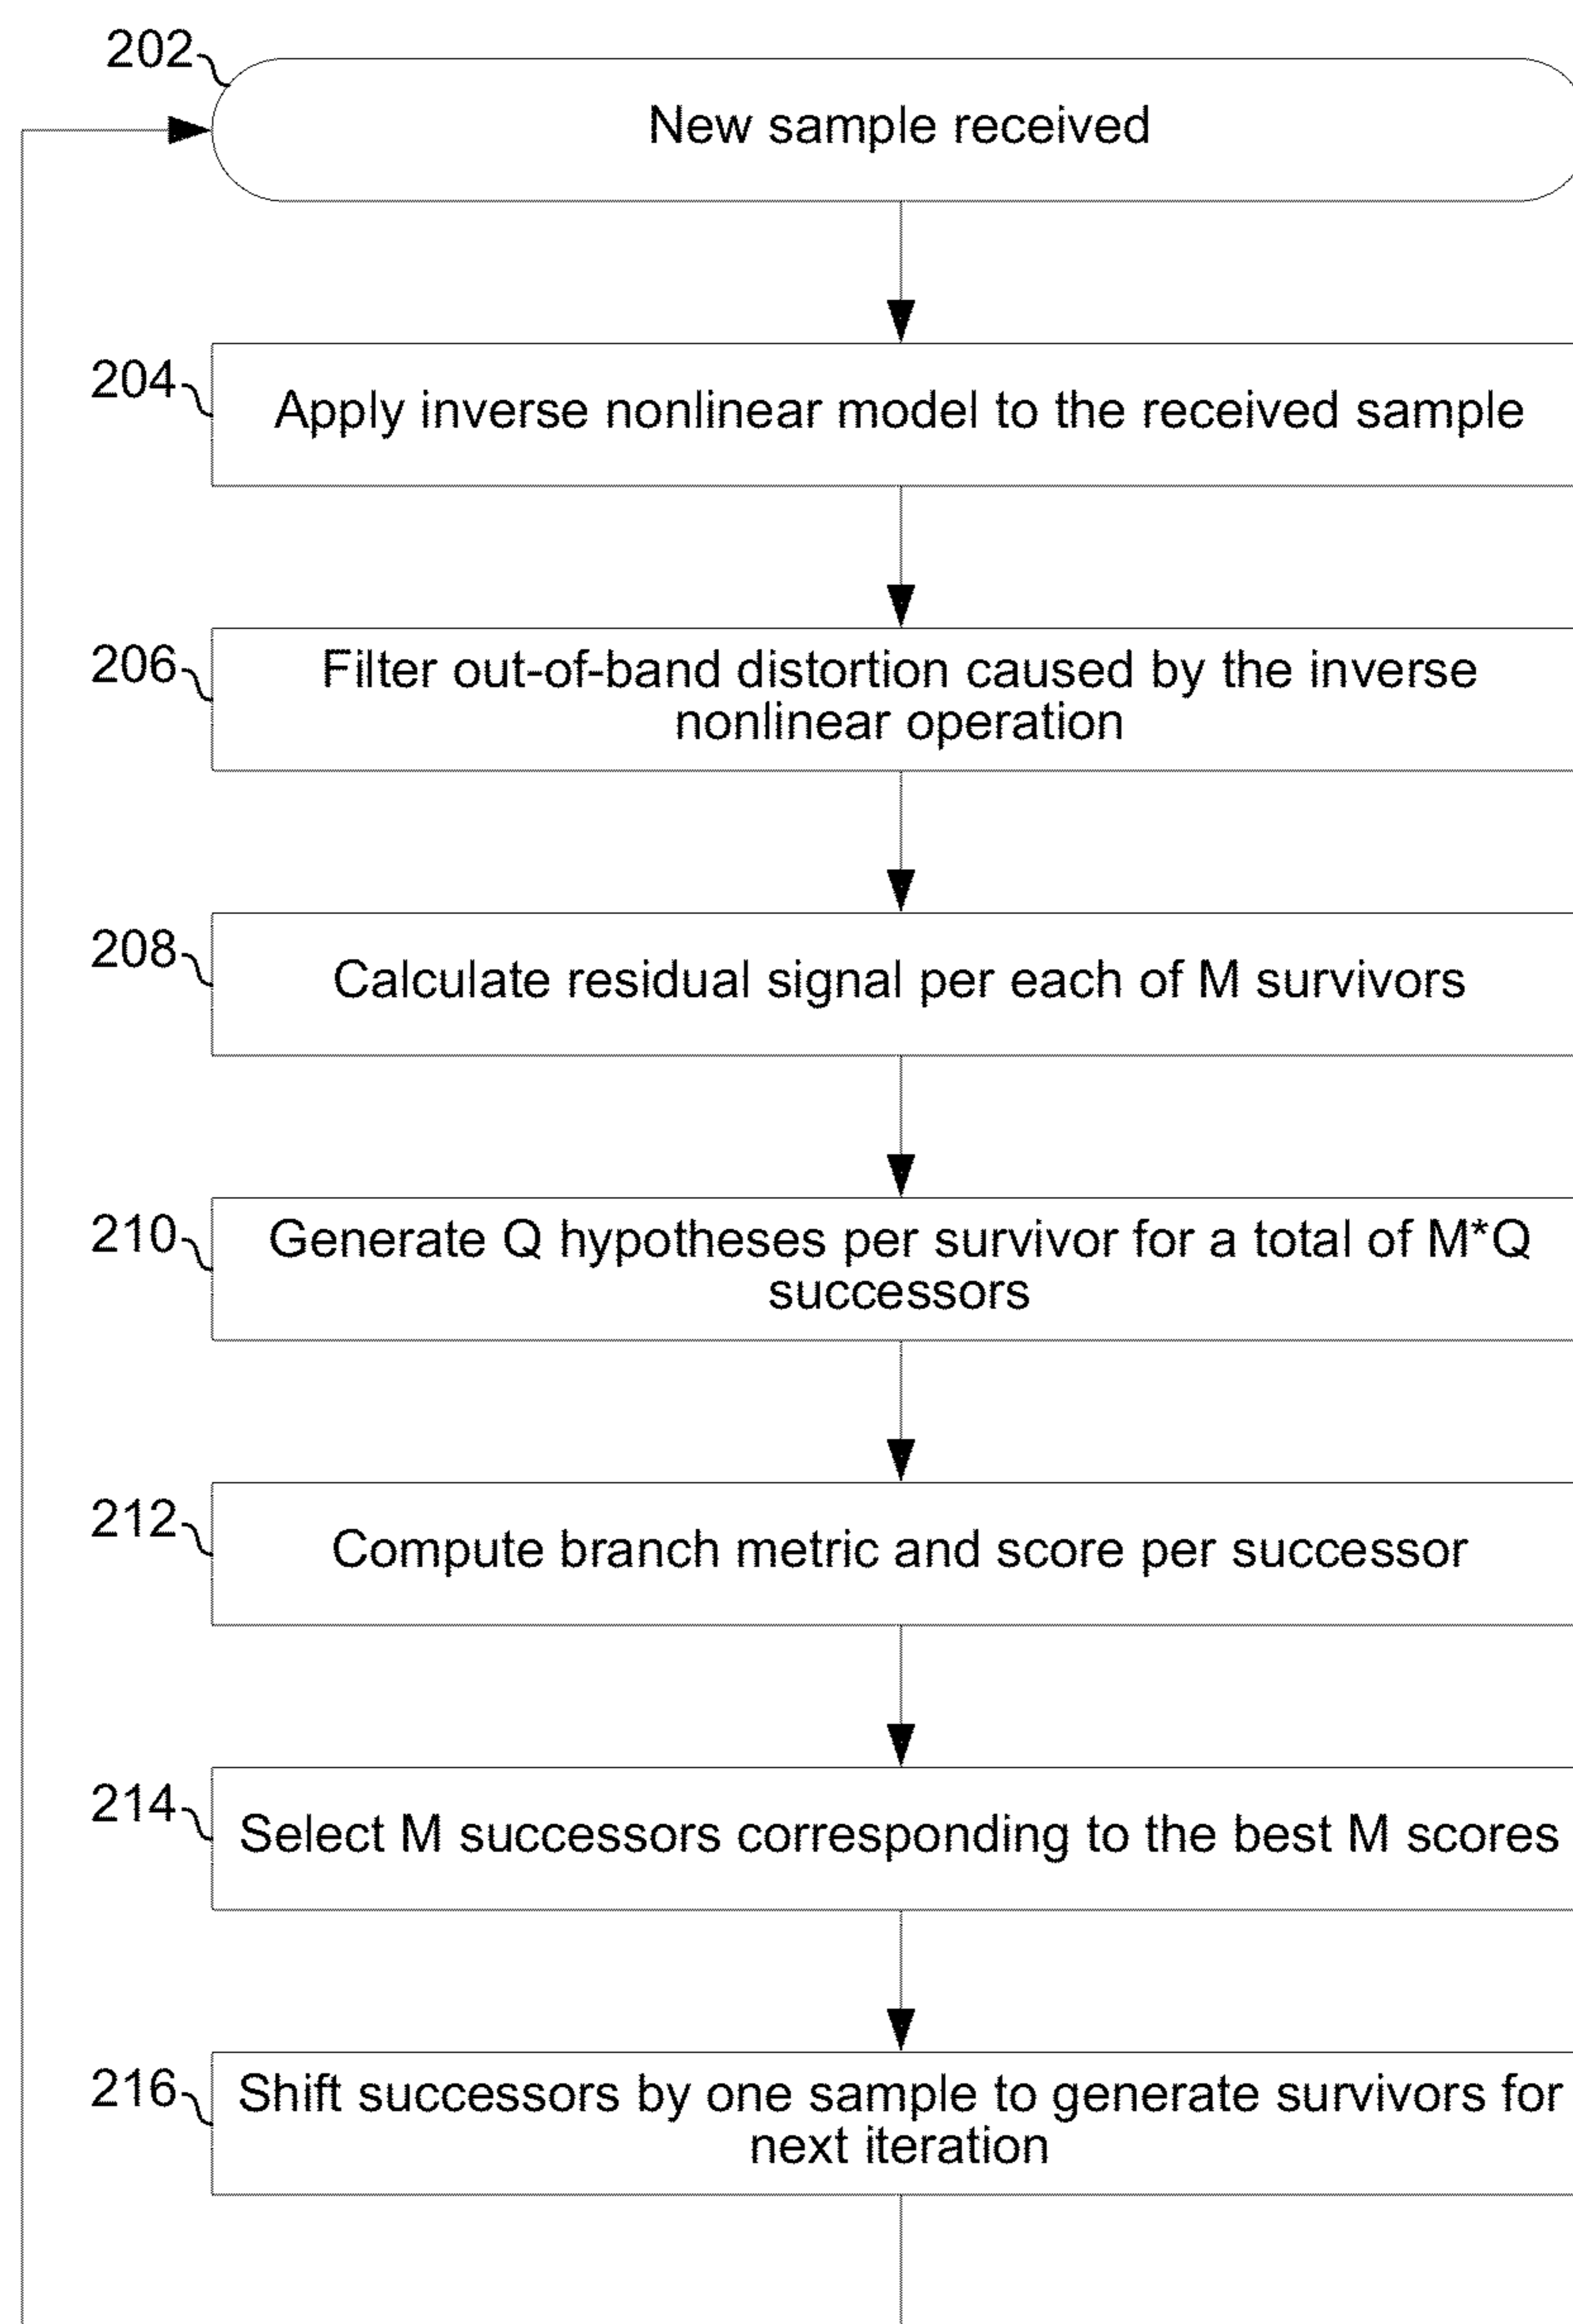 202
New sample received
204
Apply inverse nonlinear model to the received sample
206
Filter out-of-band distortion caused by the inverse
nonlinear operation
208
Calculate residual signal per each of M survivors
210
Generate Q hypotheses per survivor for a total of M*Q
successors
212
Compute branch metric and score per successor
214
Select M successors corresponding to the best M scores
216
Shift successors by one sample to generate survivors for
next iteration